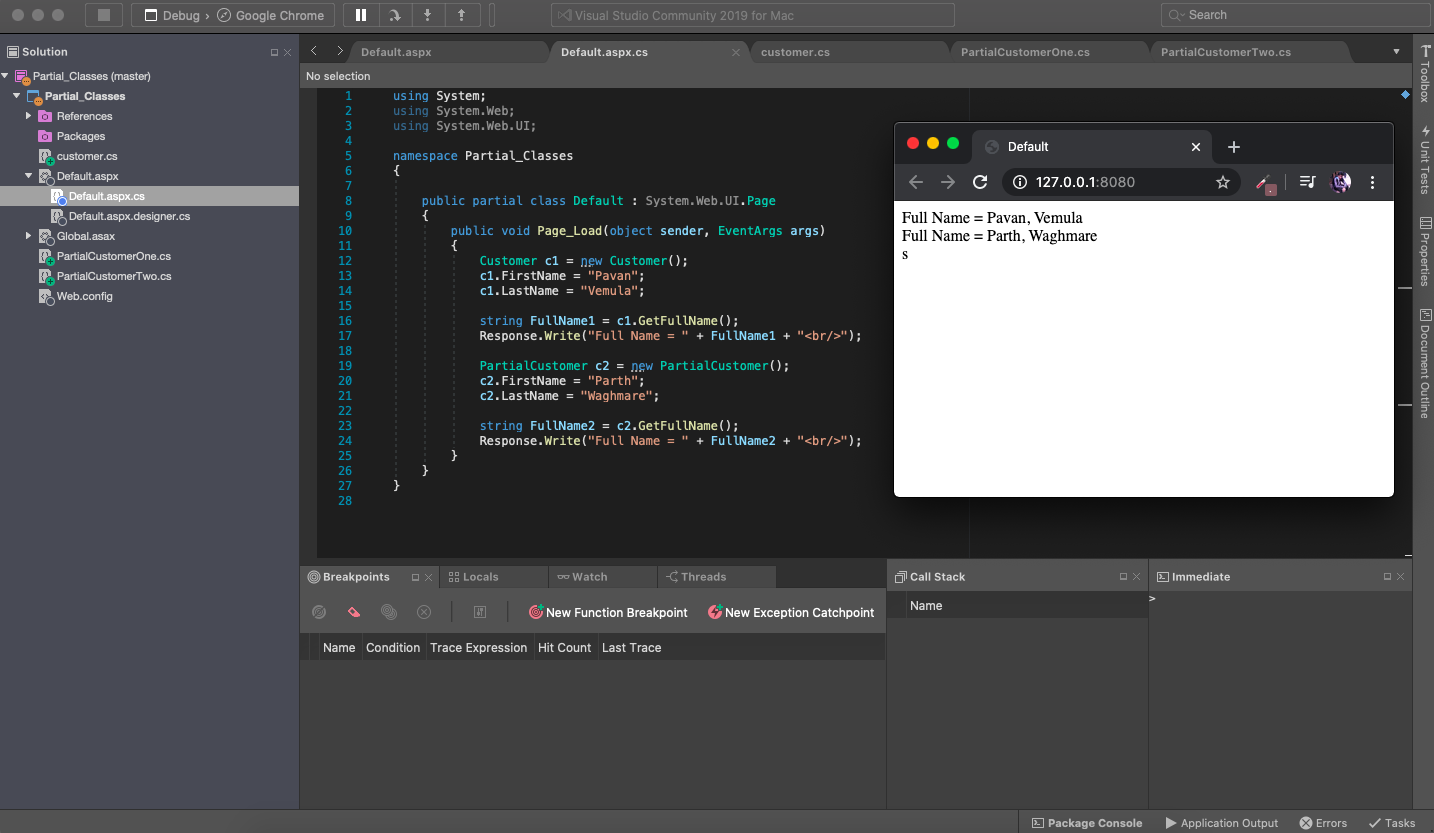 Debug › Google Chrome
Visual Studio Community 2019 for Mac
Search
Solution
Partial_Classes (master)
Partial_Classes
References
Packages
customer.cs
Default.aspx
Default.aspx.cs
Default.aspx.designer.cs
Global.asax
PartialCustomerOne.cs
PartialCustomerTwo.cs
Web.config
Default.aspx
Default.aspx.cs
customer.cs
PartialCustomerOne.cs
PartialCustomerTwo.cs
No selection
1 using System;
2 using System.Web;
3 using System.Web.UI;
4
5 namespace Partial_Classes
6 {
7
8 public partial class Default : System.Web.UI.Page
9 {
10 public void Page_Load(object sender, EventArgs args)
11 {
12 Customer c1 = new Customer();
13 c1.FirstName = "Pavan";
14 c1.LastName = "Vemula";
15
16 string FullName1 = c1.GetFullName();
17 Response.Write("Full Name = " + FullName1 + "<br/>");
18
19 PartialCustomer c2 = new PartialCustomer();
20 c2.FirstName = "Parth";
21 c2.LastName = "Waghmare";
22
23 string FullName2 = c2.GetFullName();
24 Response.Write("Full Name = " + FullName2 + "<br/>");
25 }
26 }
27 }
28
Default
127.0.0.1:8080
Full Name = Pavan, Vemula
Full Name = Parth, Waghmare
s
Toolbox
Unit Tests
Properties
Document Outline
Breakpoints
Locals
Watch
Threads
New Function Breakpoint
New Exception Catchpoint
Name Condition Trace Expression Hit Count Last Trace
Call Stack
Name
Immediate
>
Package Console
Application Output
Errors
Tasks